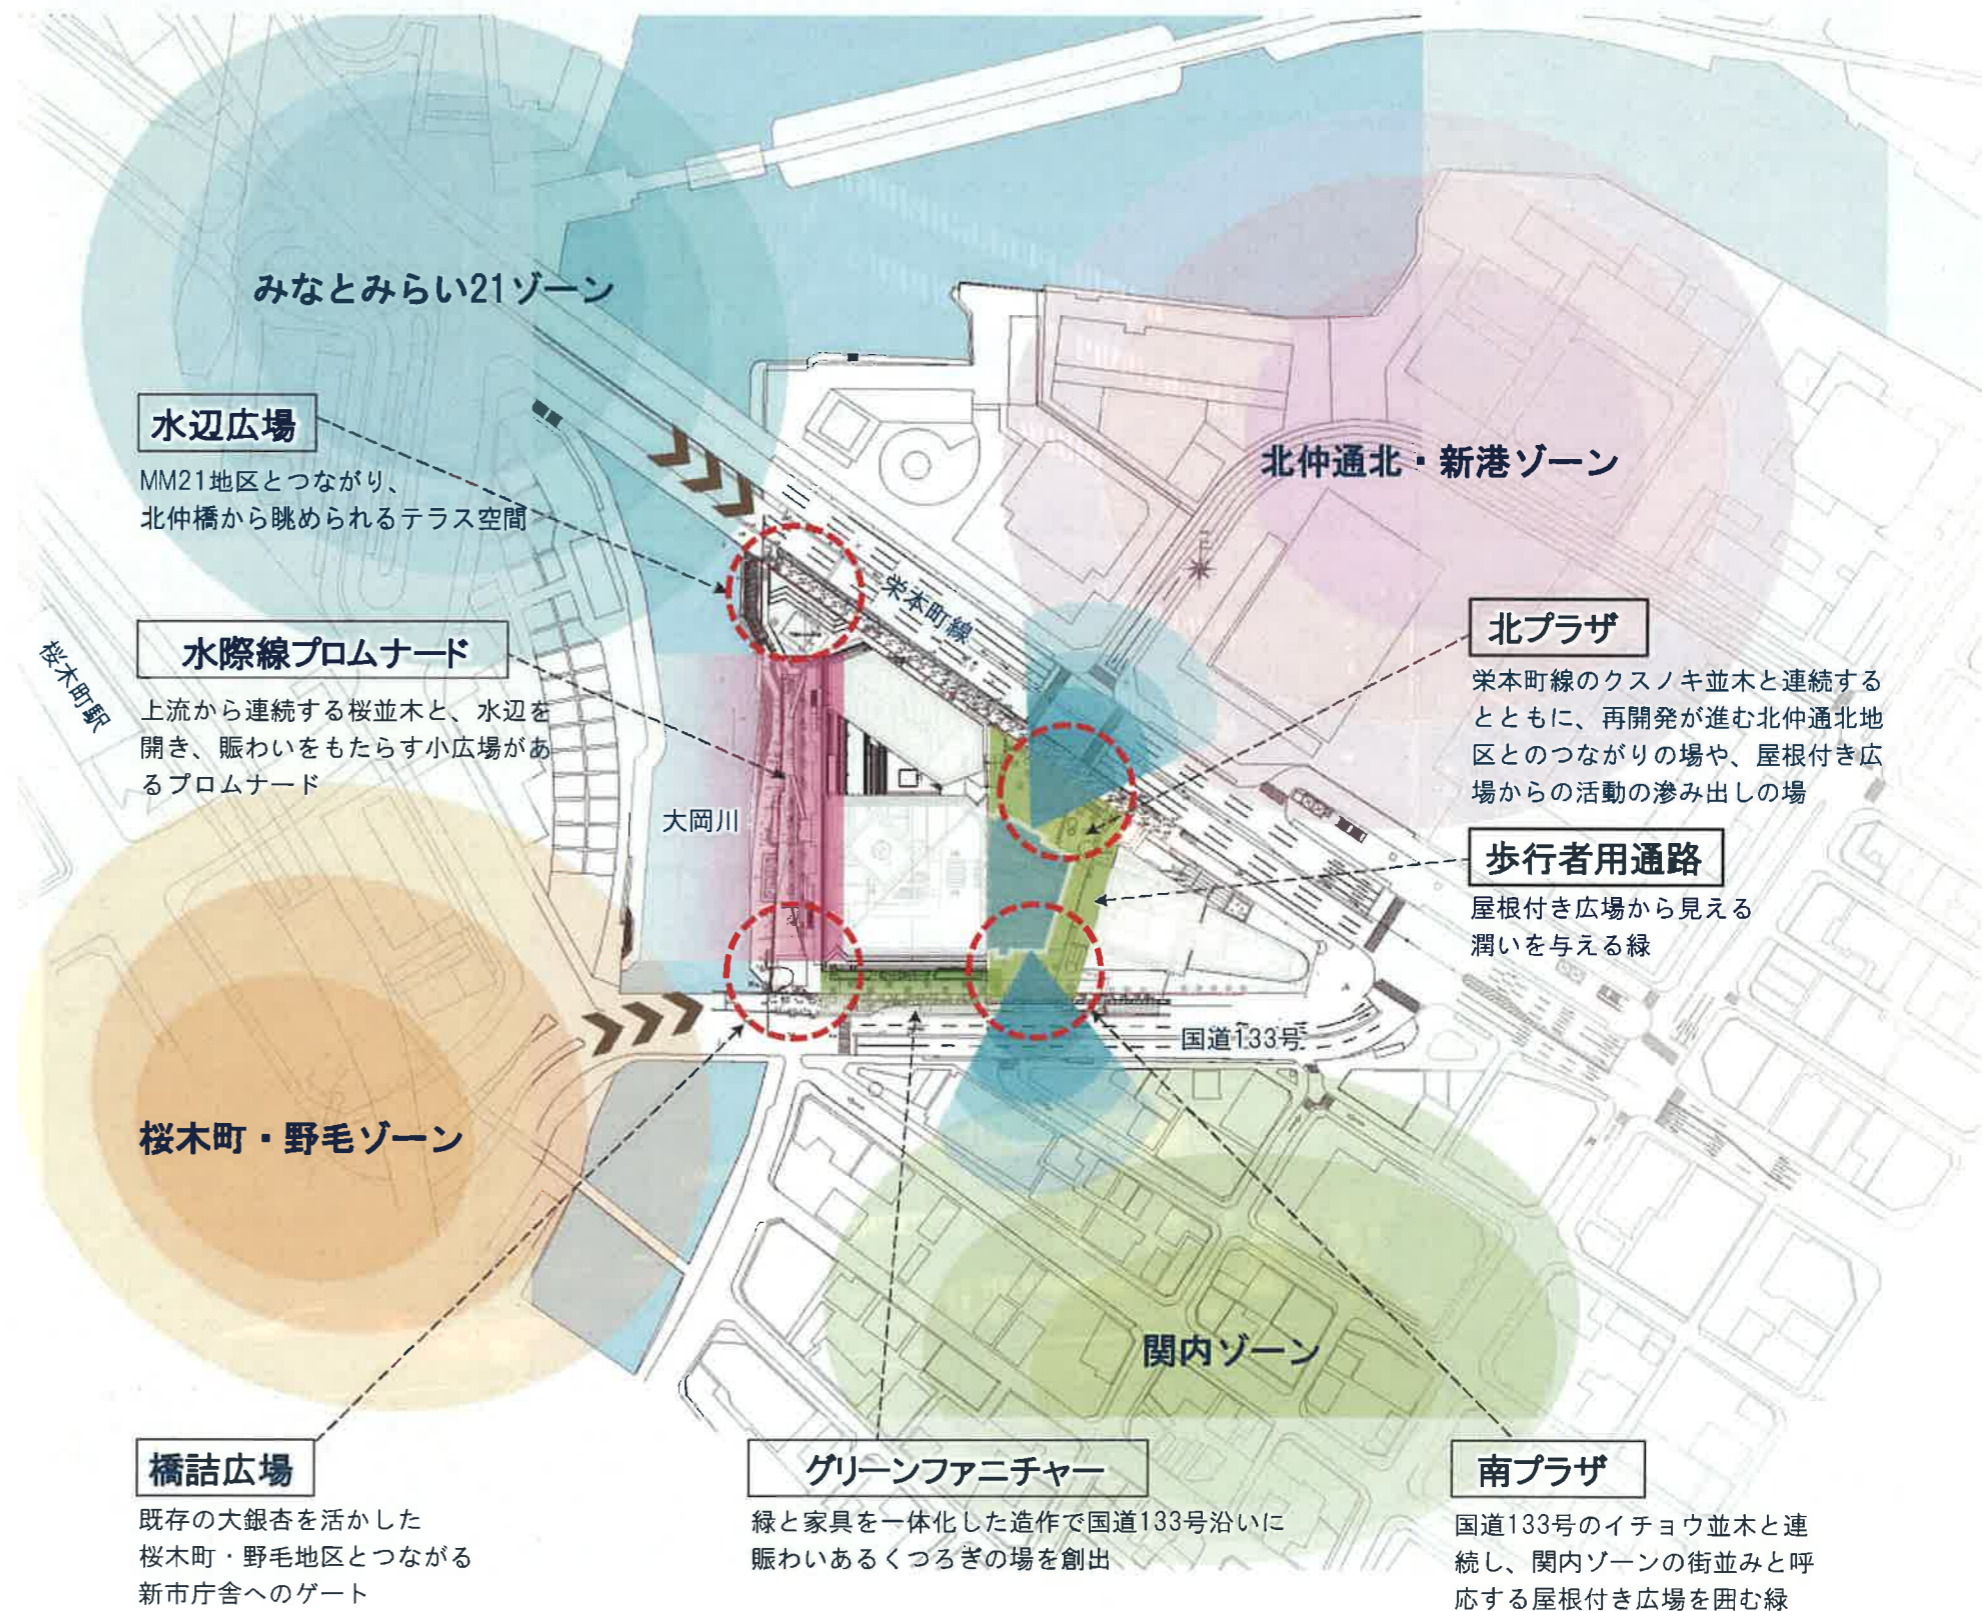 みなとみらい21ゾーン
水辺広場
MM21地区とつながり、
北仲橋から眺められるテラス空間
北仲通北・新港ゾーン
栄本町線
水際線プロムナード
上流から連続する桜並木と、水辺を
開き、賑わいをもたらす小広場があ
るプロムナード
桜木町駅
大岡川
北プラザ
栄本町線のクスノキ並木と連続する
とともに、再開発が進む北仲通北地
区とのつながりの場や、屋根付き広
場からの活動の滲み出しの場
歩行者用通路
屋根付き広場から見える
潤いを与える緑
国道133号
桜木町・野毛ゾーン
関内ゾーン
橋詰広場
既存の大銀杏を活かした
桜木町・野毛地区とつながる
新市庁舎へのゲート
グリーンファニチャー
緑と家具を一体化した造作で国道133号沿いに
賑わいあるくつろぎの場を創出
南プラザ
国道133号のイチョウ並木と連
続し、関内ゾーンの街並みと呼
応する屋根付き広場を囲む緑